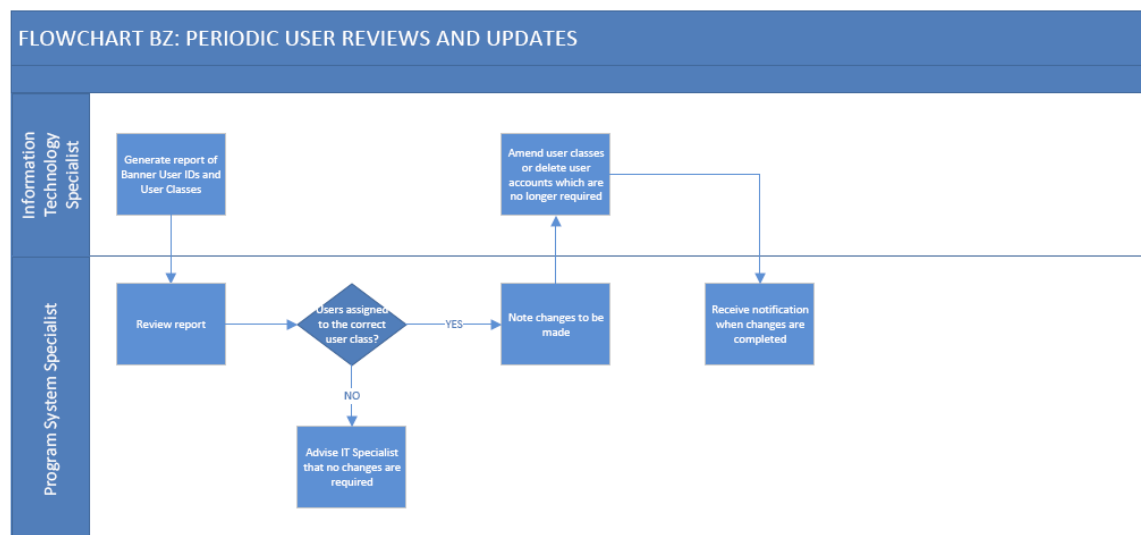 FLOWCHART BZ: PERIODIC USER REVIEWS AND UPDATES
Information
Technology
Specialist
Generate report of
Banner User IDs and
User Classes
Amend user classes
or delete user
accounts which are
no longer required
Program System Specialist
Review report
Users assigned
to the correct
user class?
YES
Note changes to be
made
Receive notification
when changes are
completed
NO
Advise IT Specialist
that no changes are
required